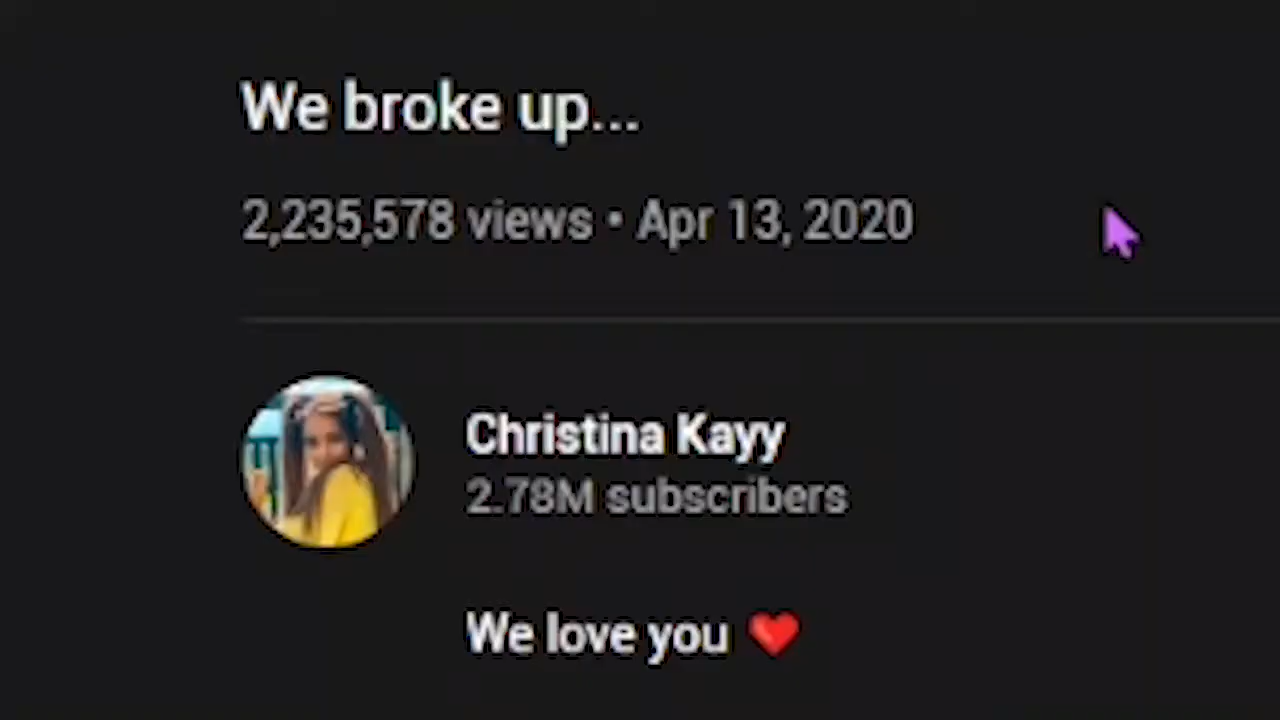 We broke up...
2,235,578 views • Apr 13, 2020
Christina Kayy
2.78M subscribers
We love you ❤️